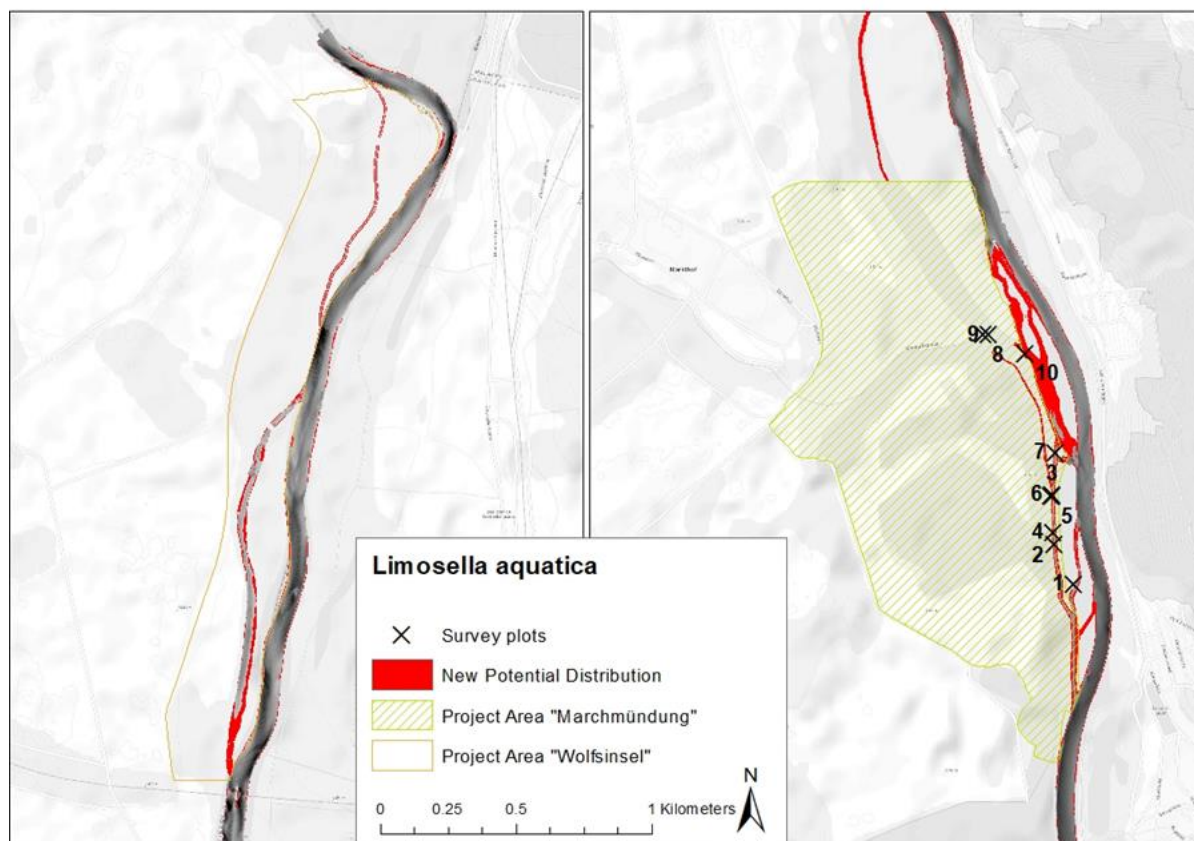 9
8
10
7
3
6
5
4
2
1
Limosella aquatica
Survey plots
New Potential Distribution
Project Area "Marchmündung"
Project Area "Wolfsinsel"
N
0 0.25 0.5 1 Kilometers